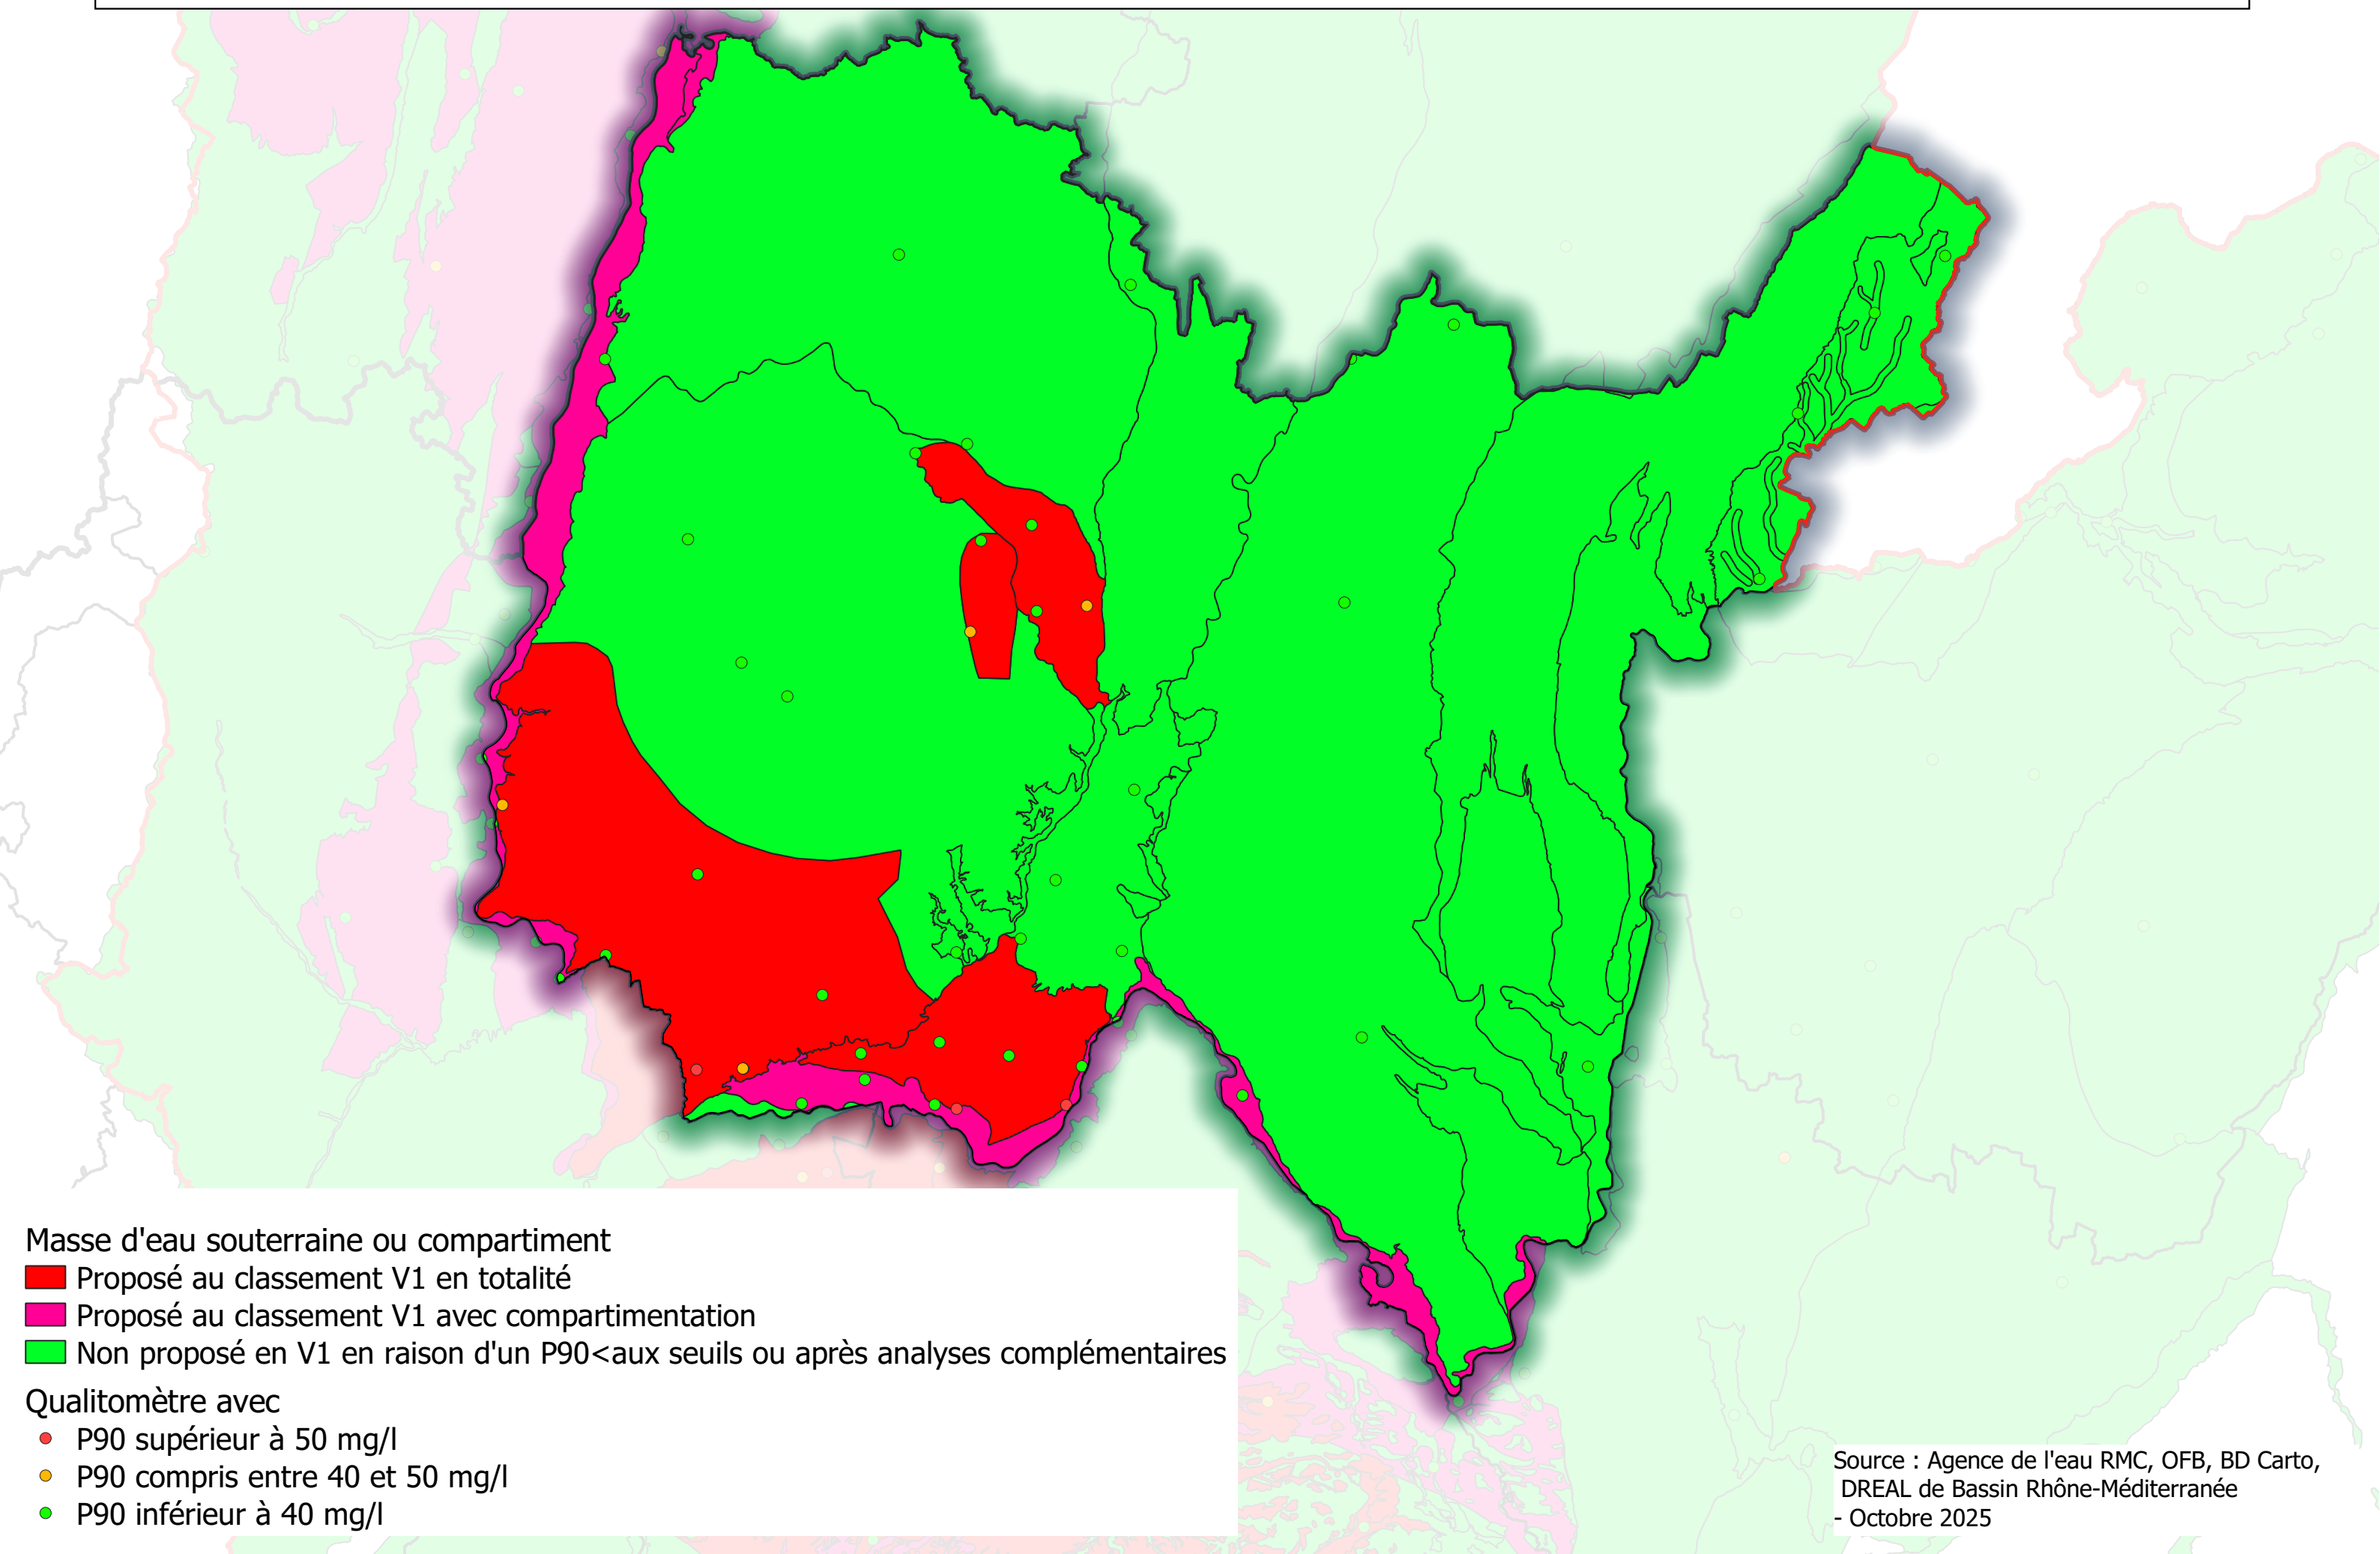 Masse d'eau souterraine ou compartiment
Proposé au classement V1 en totalité
Proposé au classement V1 avec compartimentation
Non proposé en V1 en raison d'un P90<aux seuils ou après analyses complémentaires
Qualitomètre avec
P90 supérieur à 50 mg/l
P90 compris entre 40 et 50 mg/l
P90 inférieur à 40 mg/l
Source : Agence de l'eau RMC, OFB, BD Carto,
DREAL de Bassin Rhône-Méditerranée
- Octobre 2025